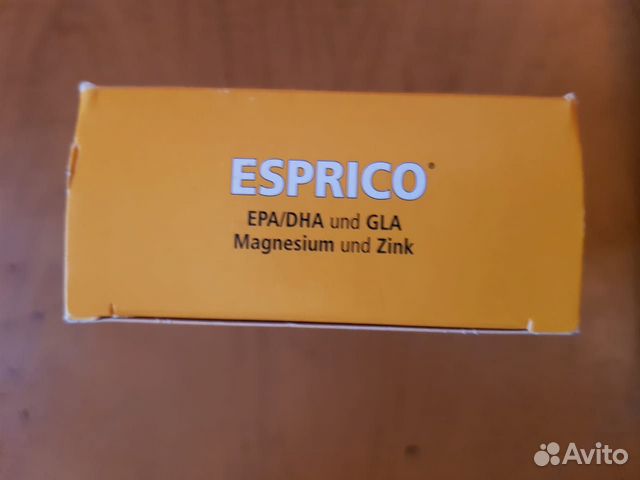 ESPRICO®
EPA/DHA und GLA
Magnesium und Zink
Avito